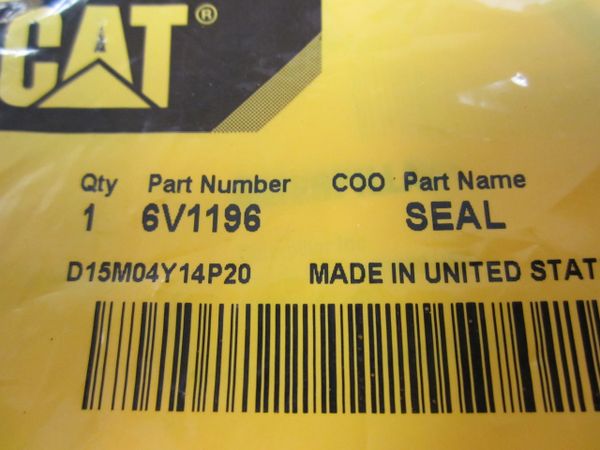 CAT®
Qty Part Number COO Part Name
1 6V1196 SEAL
D15M04Y14P20 MADE IN UNITED STAT